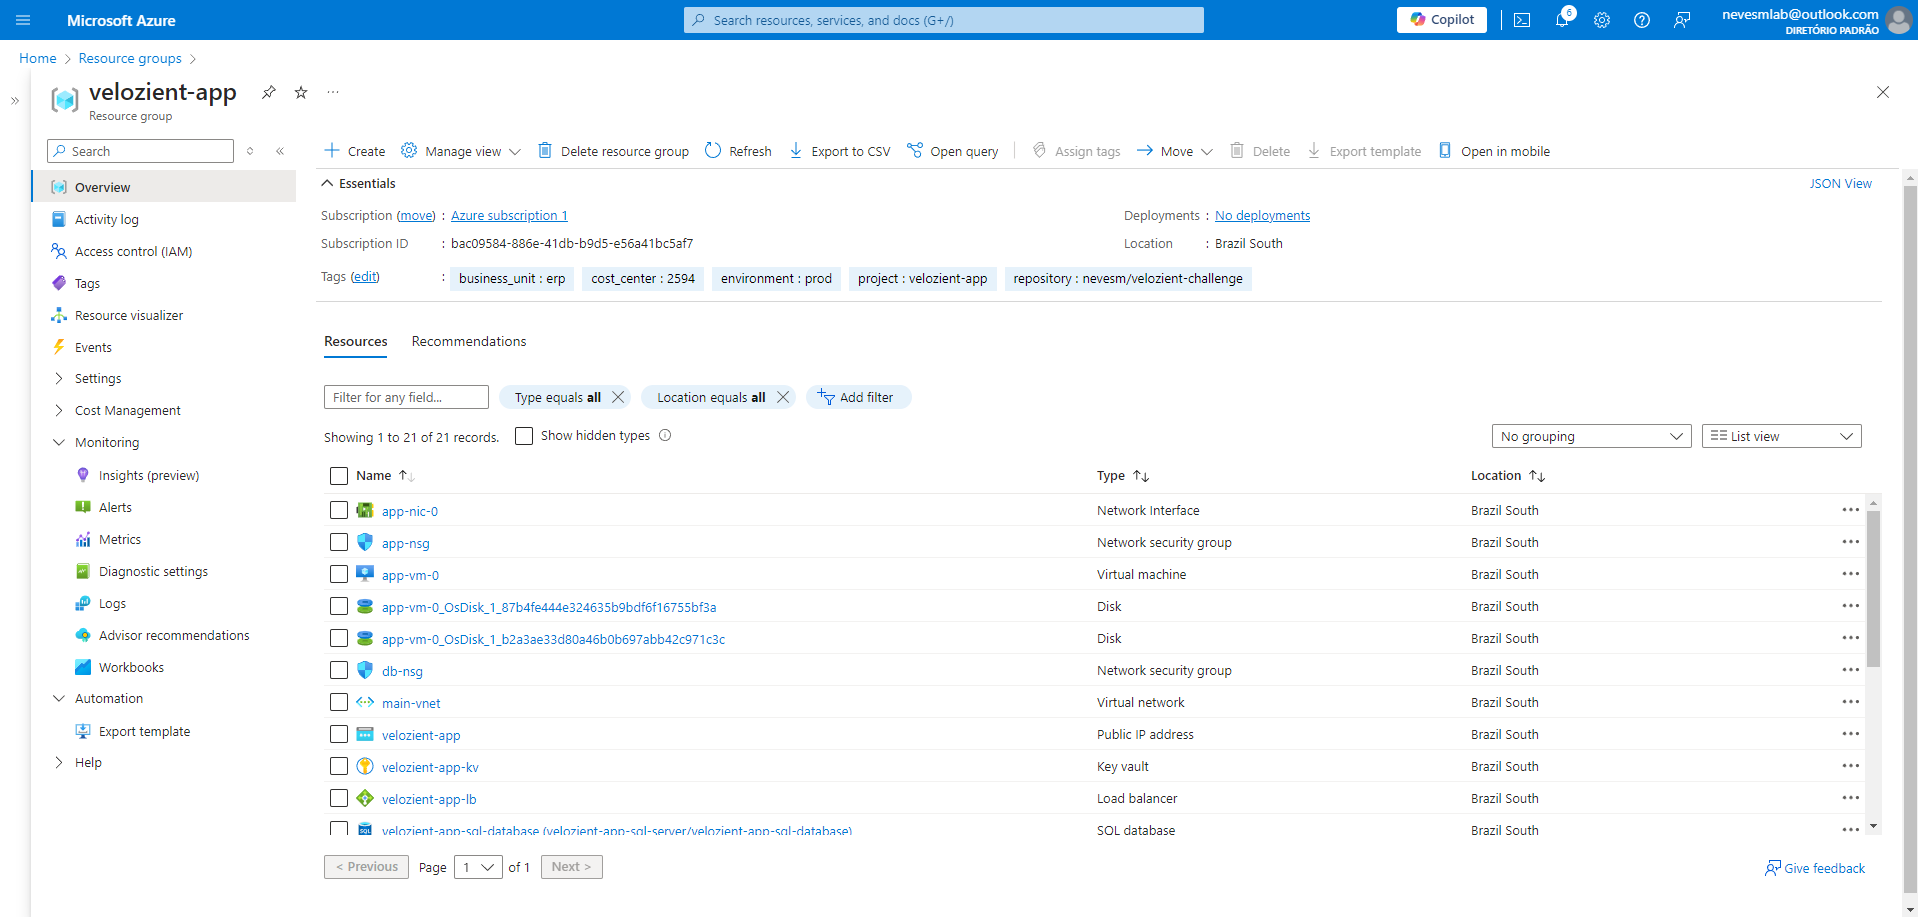 Microsoft Azure
Search resources, services, and docs (G+/)
Copilot
6
nevesmlab@outlook.com
DIRETÓRIO PADRÃO
Home > Resource groups >
velozient-app
Resource group
Search
Create
Manage view
Delete resource group
Refresh
Export to CSV
Open query
Assign tags
Move
Delete
Export template
Open in mobile
Overview
Activity log
Access control (IAM)
Tags
Resource visualizer
Events
Settings
Cost Management
Monitoring
Insights (preview)
Alerts
Metrics
Diagnostic settings
Logs
Advisor recommendations
Workbooks
Automation
Export template
Help
Essentials
JSON View
Subscription (move) : Azure subscription 1
Deployments : No deployments
Subscription ID : bac09584-886e-41db-b9d5-e56a41bc5af7
Location : Brazil South
Tags (edit) : business_unit : erp cost_center : 2594 environment : prod project : velozient-app repository : nevesm/velozient-challenge
Resources Recommendations
Filter for any field...
Type equals all
Location equals all
Add filter
Showing 1 to 21 of 21 records.
Show hidden types
No grouping
List view
Name Type Location
app-nic-0 Network Interface Brazil South
app-nsg Network security group Brazil South
app-vm-0 Virtual machine Brazil South
app-vm-0_OsDisk_1_87b4fe444e324635b9bdf6f16755bf3a Disk Brazil South
app-vm-0_OsDisk_1_b2a3ae33d80a46b0b697abb42c971c3c Disk Brazil South
db-nsg Network security group Brazil South
main-vnet Virtual network Brazil South
velozient-app Public IP address Brazil South
velozient-app-kv Key vault Brazil South
velozient-app-lb Load balancer Brazil South
velozient-app-sql-database (velozient-app-sql-server/velozient-app-sql-database) SQL database Brazil South
< Previous Page 1 of 1 Next >
Give feedback